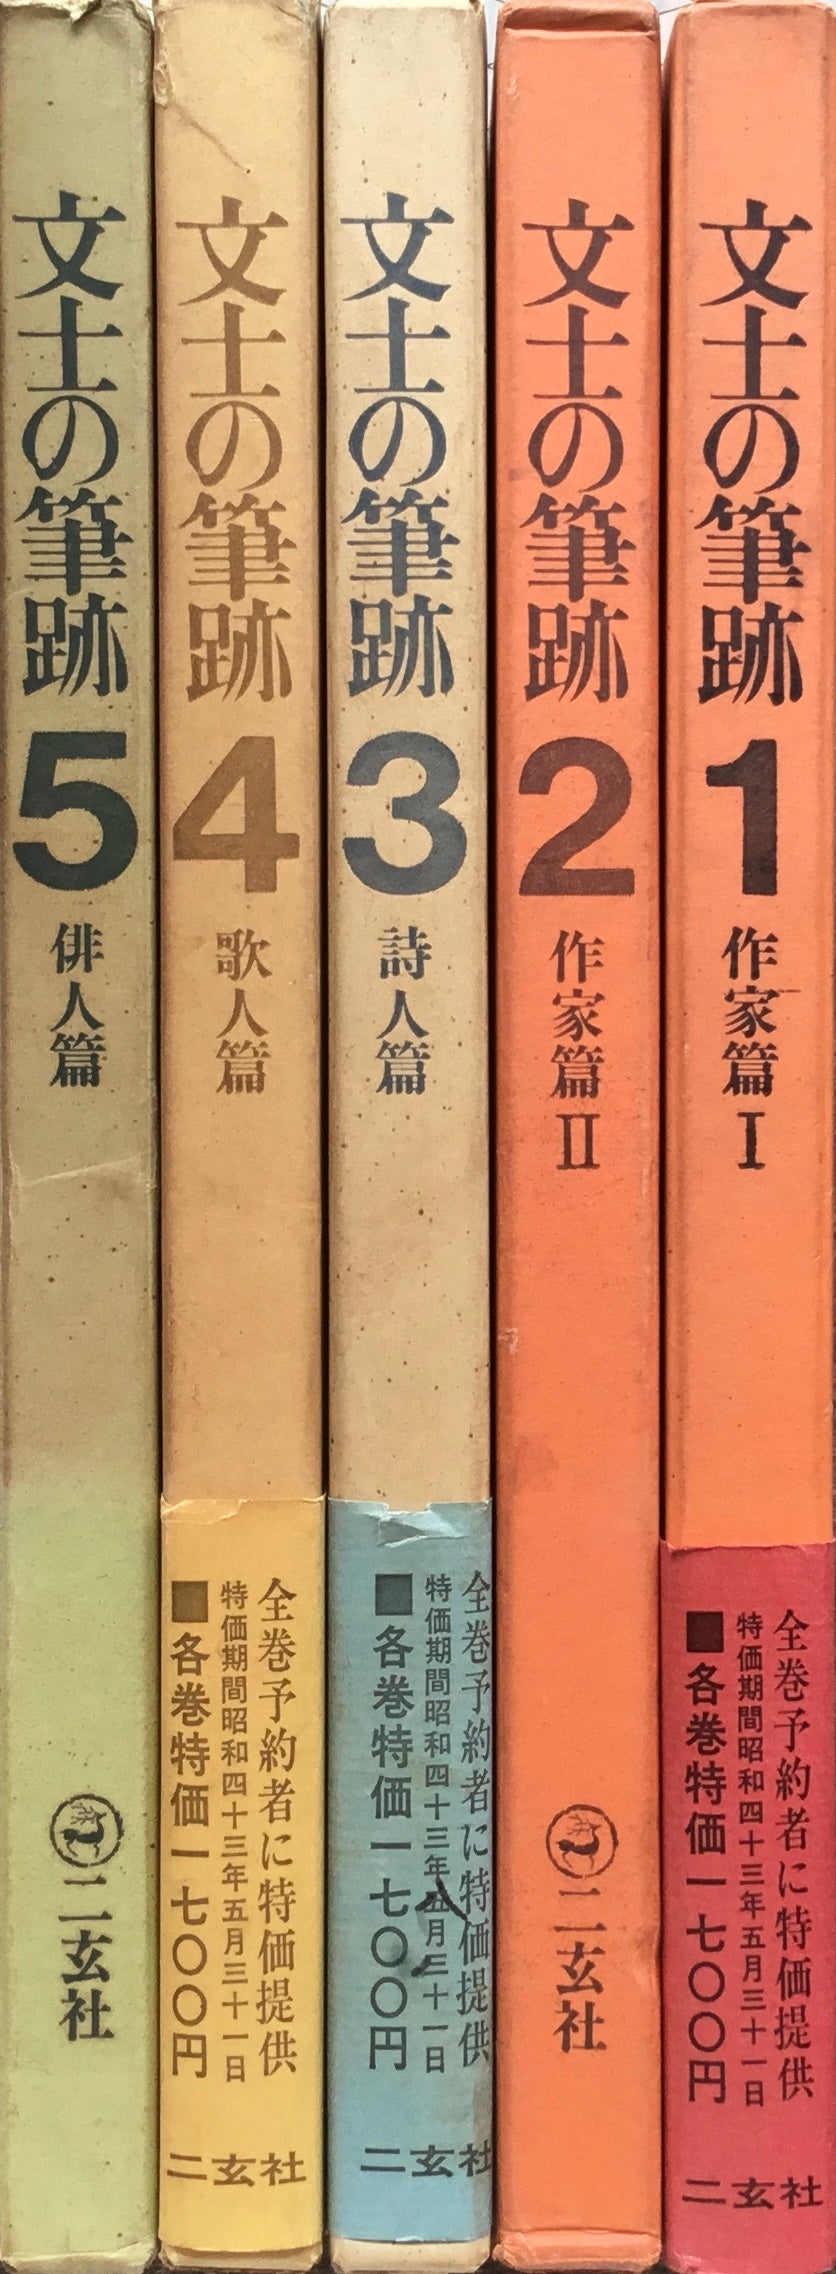 文士の筆跡
1
作家篇Ⅰ
全巻予約者に特価提供
特価期間昭和四十三年五月三十一日
■各巻特価一七〇〇円
二玄社
文士の筆跡
2
作家篇Ⅱ
二玄社
文士の筆跡
3
詩人篇
全巻予約者に特価提供
特価期間昭和四十三年五月三十一日
■各巻特価一七〇〇円
二玄社
文士の筆跡
4
歌人篇
全巻予約者に特価提供
特価期間昭和四十三年五月三十一日
■各巻特価一七〇〇円
二玄社
文士の筆跡
5
俳人篇
二玄社